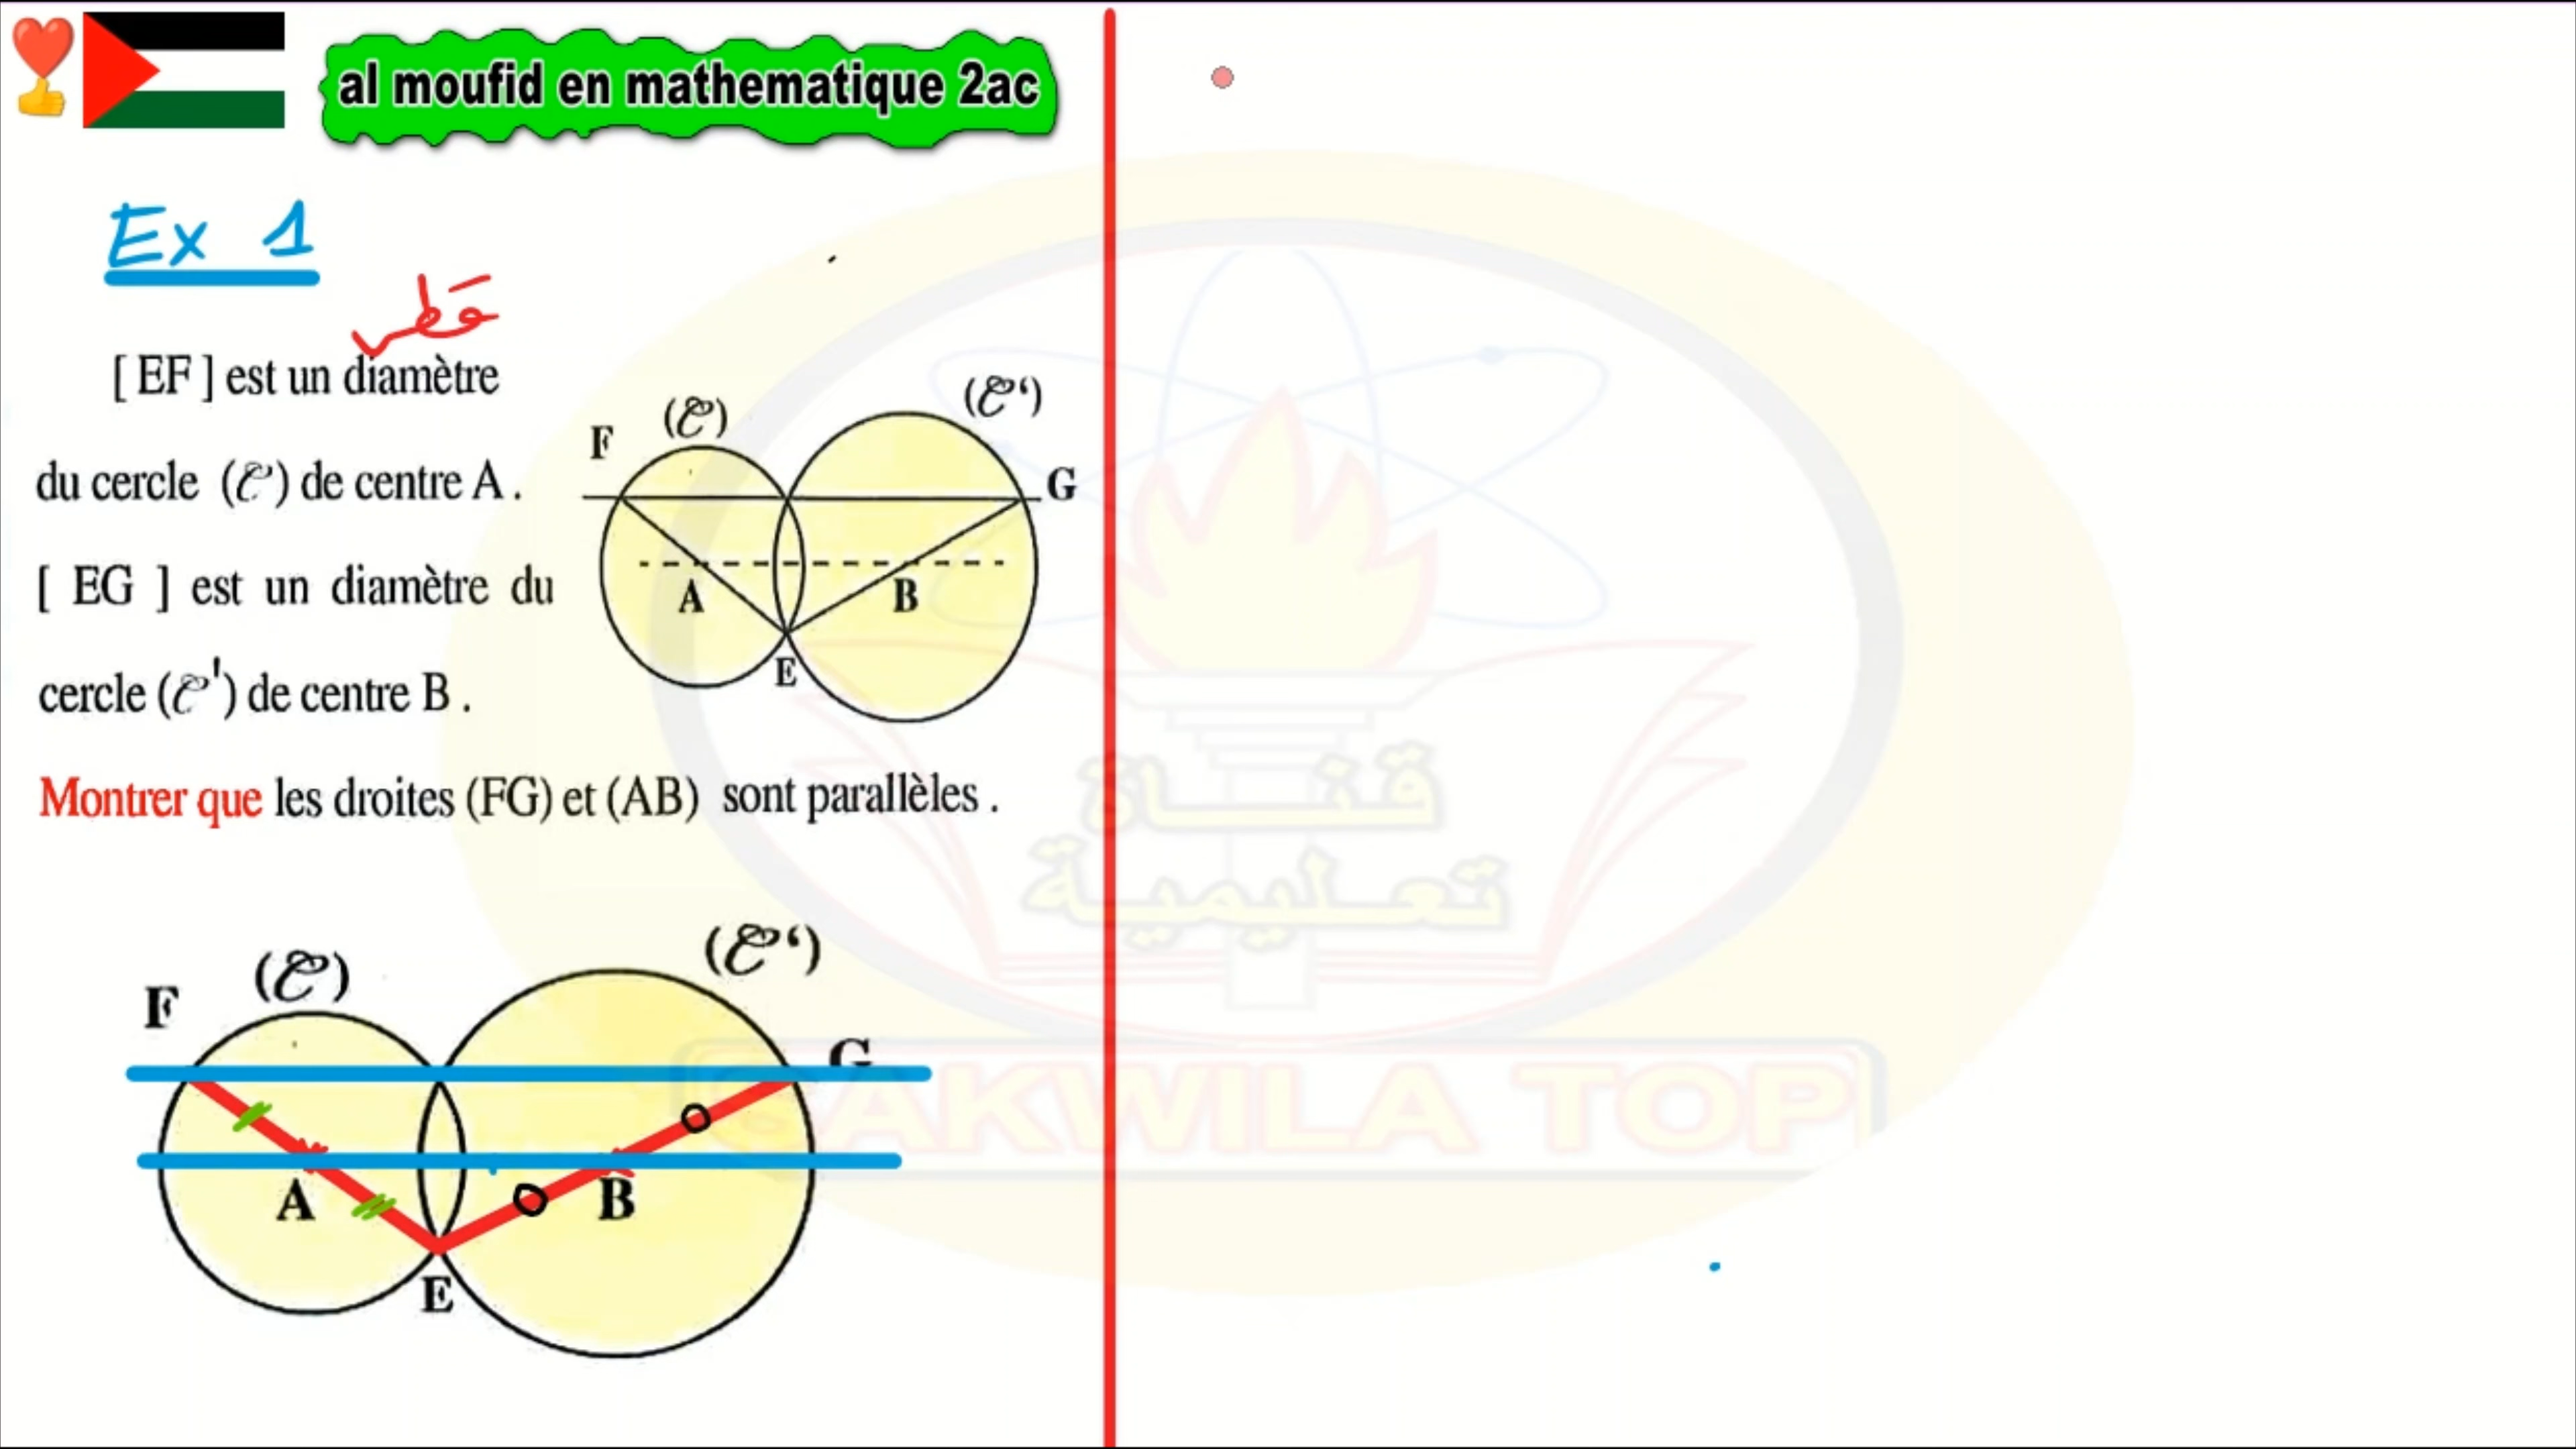 al moufid en mathematique 2ac
Ex 1
قطر
[ EF ] est un diamètre
du cercle (C) de centre A .
[ EG ] est un diamètre du
cercle (C') de centre B .
Montrer que les droites (FG) et (AB) sont parallèles .
(C)
(C')
F
G
A
B
E
(C)
(C')
F
G
A
B
E
قناة
تعليمية
AKWILA TOP